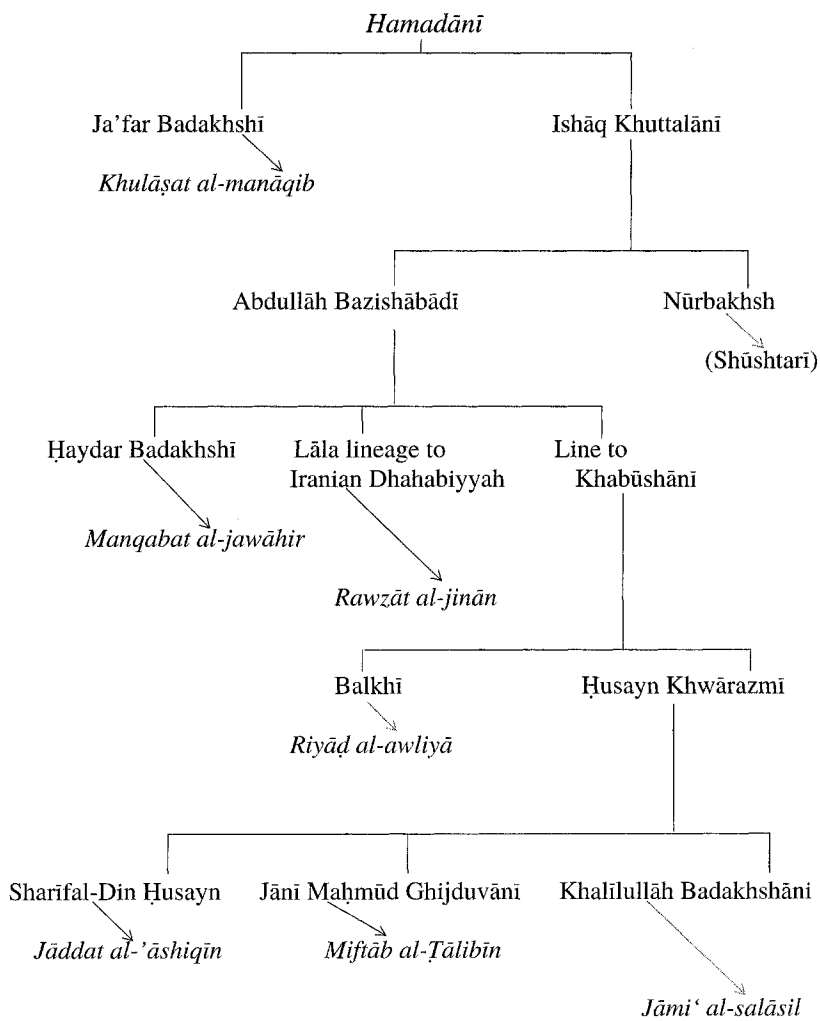 Hamadānī
Ja’far Badakhshī
Ishāq Khuttalānī
Khulāṣat al-manāqib
Abdullāh Bazishābādī
Nūrbakhsh
(Shūshtarī)
Ḥaydar Badakhshī
Lāla lineage to
Iranian Dhahabiyyah
Line to
Khabūshānī
Manqabat al-jawāhir
Rawzāt al-jinān
Balkhī
Ḥusayn Khwārazmī
Riyāḍ al-awliyā
Sharīfal-Din Ḥusayn
Jānī Maḥmūd Ghijduvānī
Khalīlullāh Badakhshāni
Jāddat al-’āshiqīn
Miftāb al-Ṭālibīn
Jāmi‘ al-salāsil